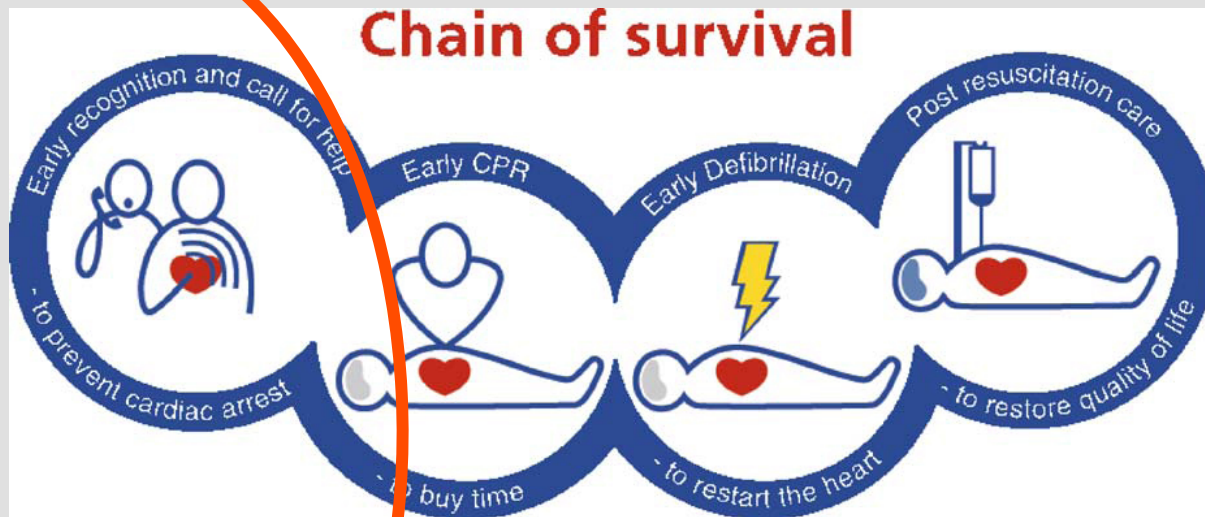 Chain of survival
Early recognition and call for help
- to prevent cardiac arrest
Early CPR
- to buy time
Early Defibrillation
- to restart the heart
Post resuscitation care
- to restore quality of life